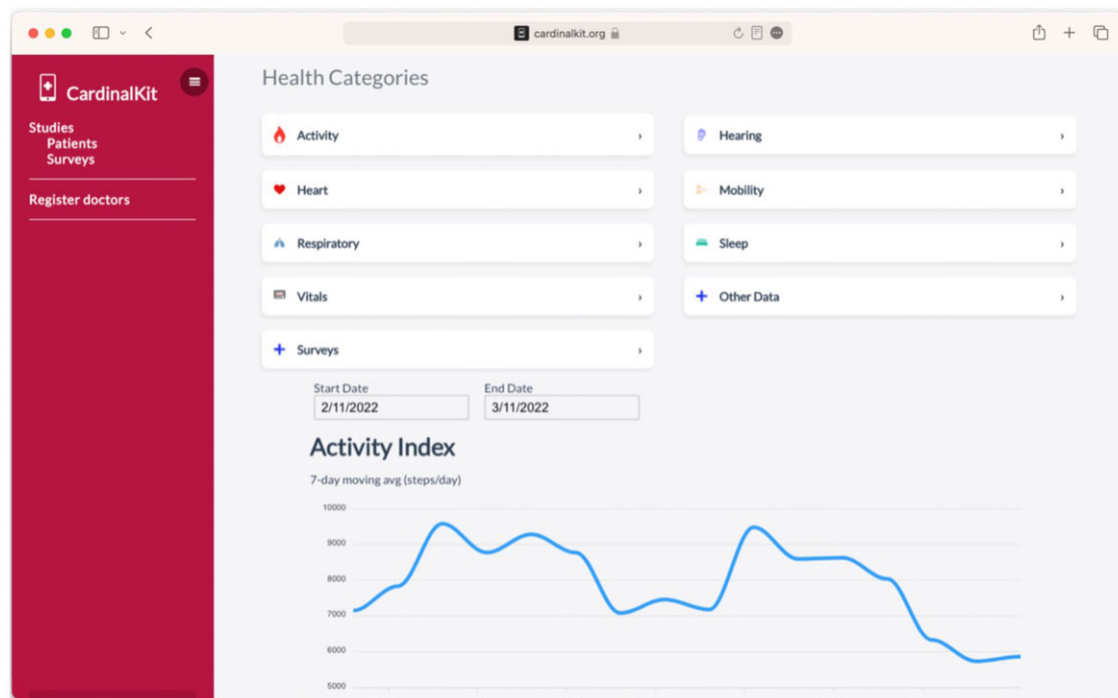 cardinalkit.org
CardinalKit
Studies
Patients
Surveys
Register doctors
Health Categories
Activity
Hearing
Heart
Mobility
Respiratory
Sleep
Vitals
Other Data
Surveys
Start Date
End Date
2/11/2022
3/11/2022
Activity Index
7-day moving avg (steps/day)
10000
9000
8000
7000
6000
5000